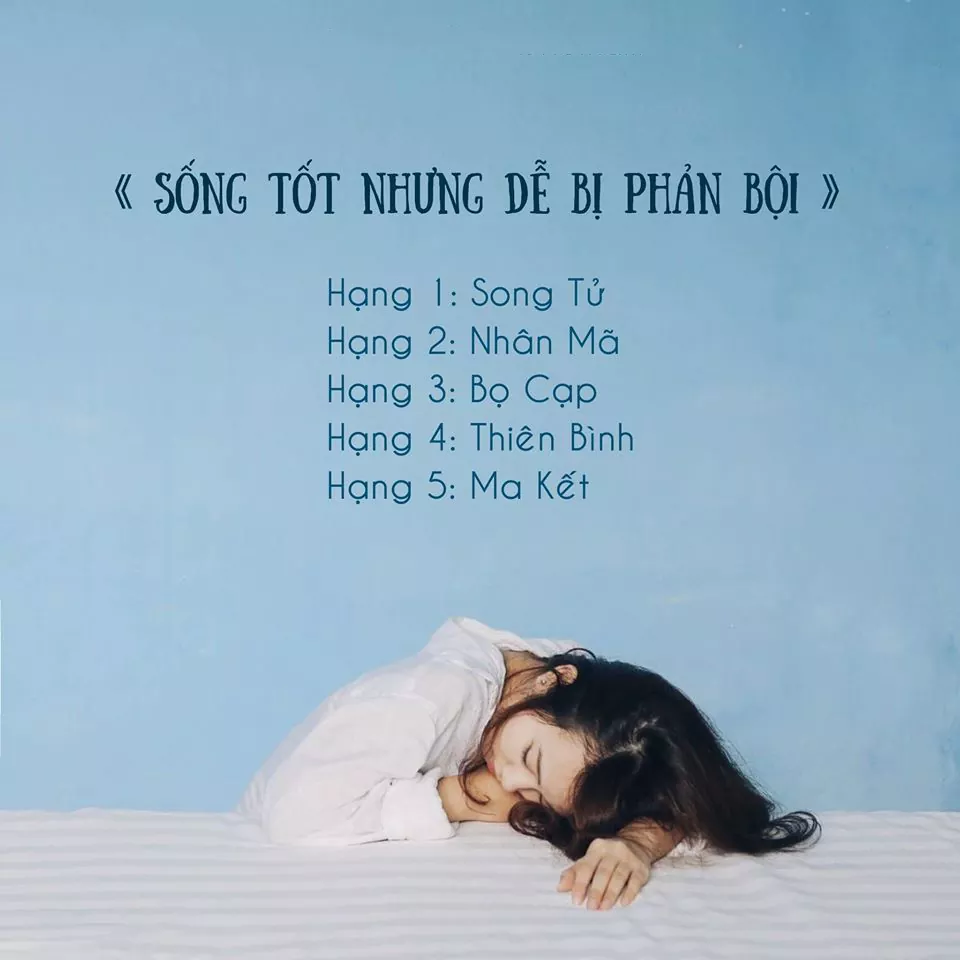 《 SỐNG TỐT NHƯNG DỄ BỊ PHẢN BỘI 》
Hạng 1: Song Tử
Hạng 2: Nhân Mã
Hạng 3: Bọ Cạp
Hạng 4: Thiên Bình
Hạng 5: Ma Kết